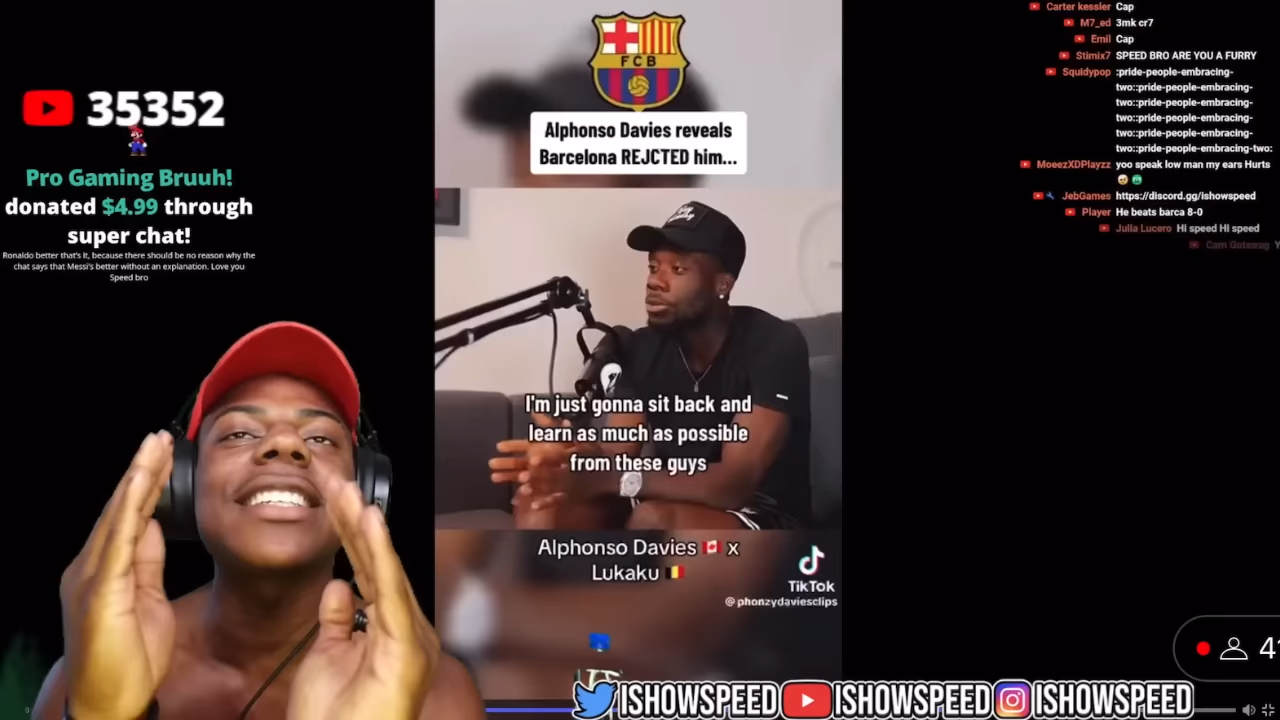 35352
Pro Gaming Bruuh!
donated $4.99 through
super chat!
Ronaldo better that's it, because there should be no reason why the
chat says that Messi's better without an explanation. Love you
Speed bro
FCB
Alphonso Davies reveals
Barcelona REJCTED him...
I'm just gonna sit back and
learn as much as possible
from these guys
Alphonso Davies 🇨🇦 x
Lukaku 🇧🇪
TikTok
@phonzydaviesclips
Carter kessler Cap
M7_ed 3mk cr7
Emil Cap
Stimix7 SPEED BRO ARE YOU A FURRY
Squidypop :pride-people-embracing-
two::pride-people-embracing-
two::pride-people-embracing-
two::pride-people-embracing-
two::pride-people-embracing-
two::pride-people-embracing-two:
MoeezXDPlayzz yoo speak low man my ears Hurts
JebGames https://discord.gg/ishowspeed
Player He beats barca 8-0
Julia Lucero Hi speed Hi speed
Cam Gotawag
ISHOWSPEED ISHOWSPEED ISHOWSPEED